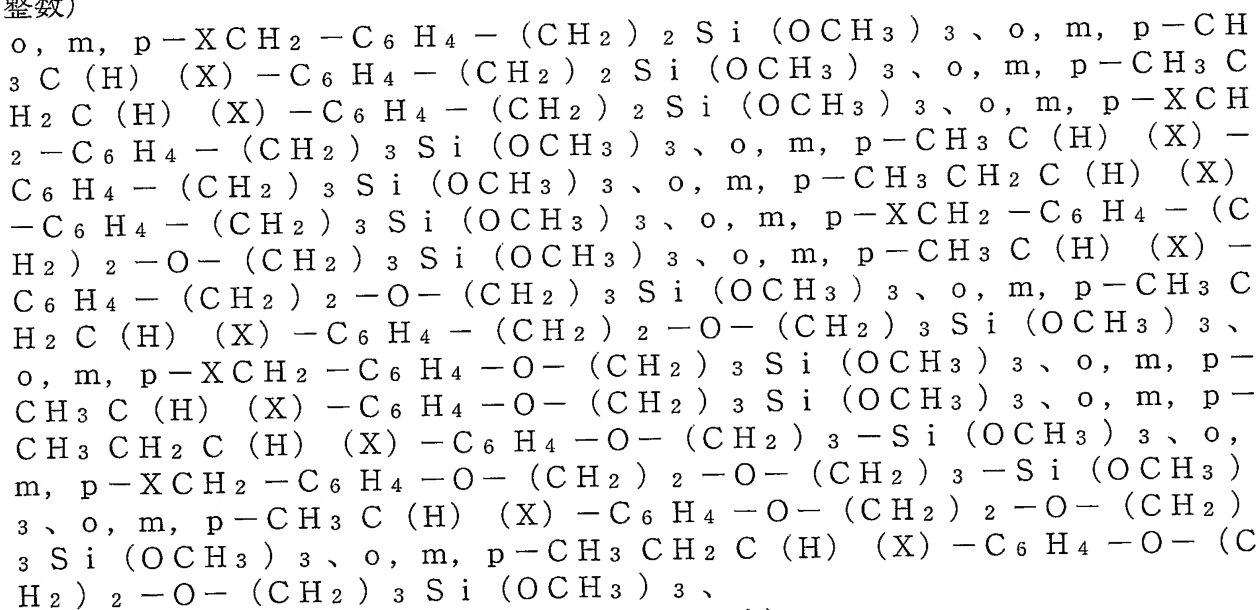 整数）
o，m，p－XCH₂－C₆H₄－（CH₂）₂Si（OCH₃）₃、o，m，p－CH
₃C（H）（X）－C₆H₄－（CH₂）₂Si（OCH₃）₃、o，m，p－CH₃C
H₂C（H）（X）－C₆H₄－（CH₂）₂Si（OCH₃）₃、o，m，p－XCH
₂－C₆H₄－（CH₂）₃Si（OCH₃）₃、o，m，p－CH₃C（H）（X）－
C₆H₄－（CH₂）₃Si（OCH₃）₃、o，m，p－CH₃CH₂C（H）（X）
－C₆H₄－（CH₂）₃Si（OCH₃）₃、o，m，p－XCH₂－C₆H₄－（C
H₂）₂－O－（CH₂）₃Si（OCH₃）₃、o，m，p－CH₃C（H）（X）－
C₆H₄－（CH₂）₂－O－（CH₂）₃Si（OCH₃）₃、o，m，p－CH₃C
H₂C（H）（X）－C₆H₄－（CH₂）₂－O－（CH₂）₃Si（OCH₃）₃、
o，m，p－XCH₂－C₆H₄－O－（CH₂）₃Si（OCH₃）₃、o，m，p－
CH₃C（H）（X）－C₆H₄－O－（CH₂）₃Si（OCH₃）₃、o，m，p－
CH₃CH₂C（H）（X）－C₆H₄－O－（CH₂）₃－Si（OCH₃）₃、o，
m，p－XCH₂－C₆H₄－O－（CH₂）₂－O－（CH₂）₃－Si（OCH₃）
₃、o，m，p－CH₃C（H）（X）－C₆H₄－O－（CH₂）₂－O－（CH₂）
₃Si（OCH₃）₃、o，m，p－CH₃CH₂C（H）（X）－C₆H₄－O－（C
H₂）₂－O－（CH₂）₃Si（OCH₃）₃、